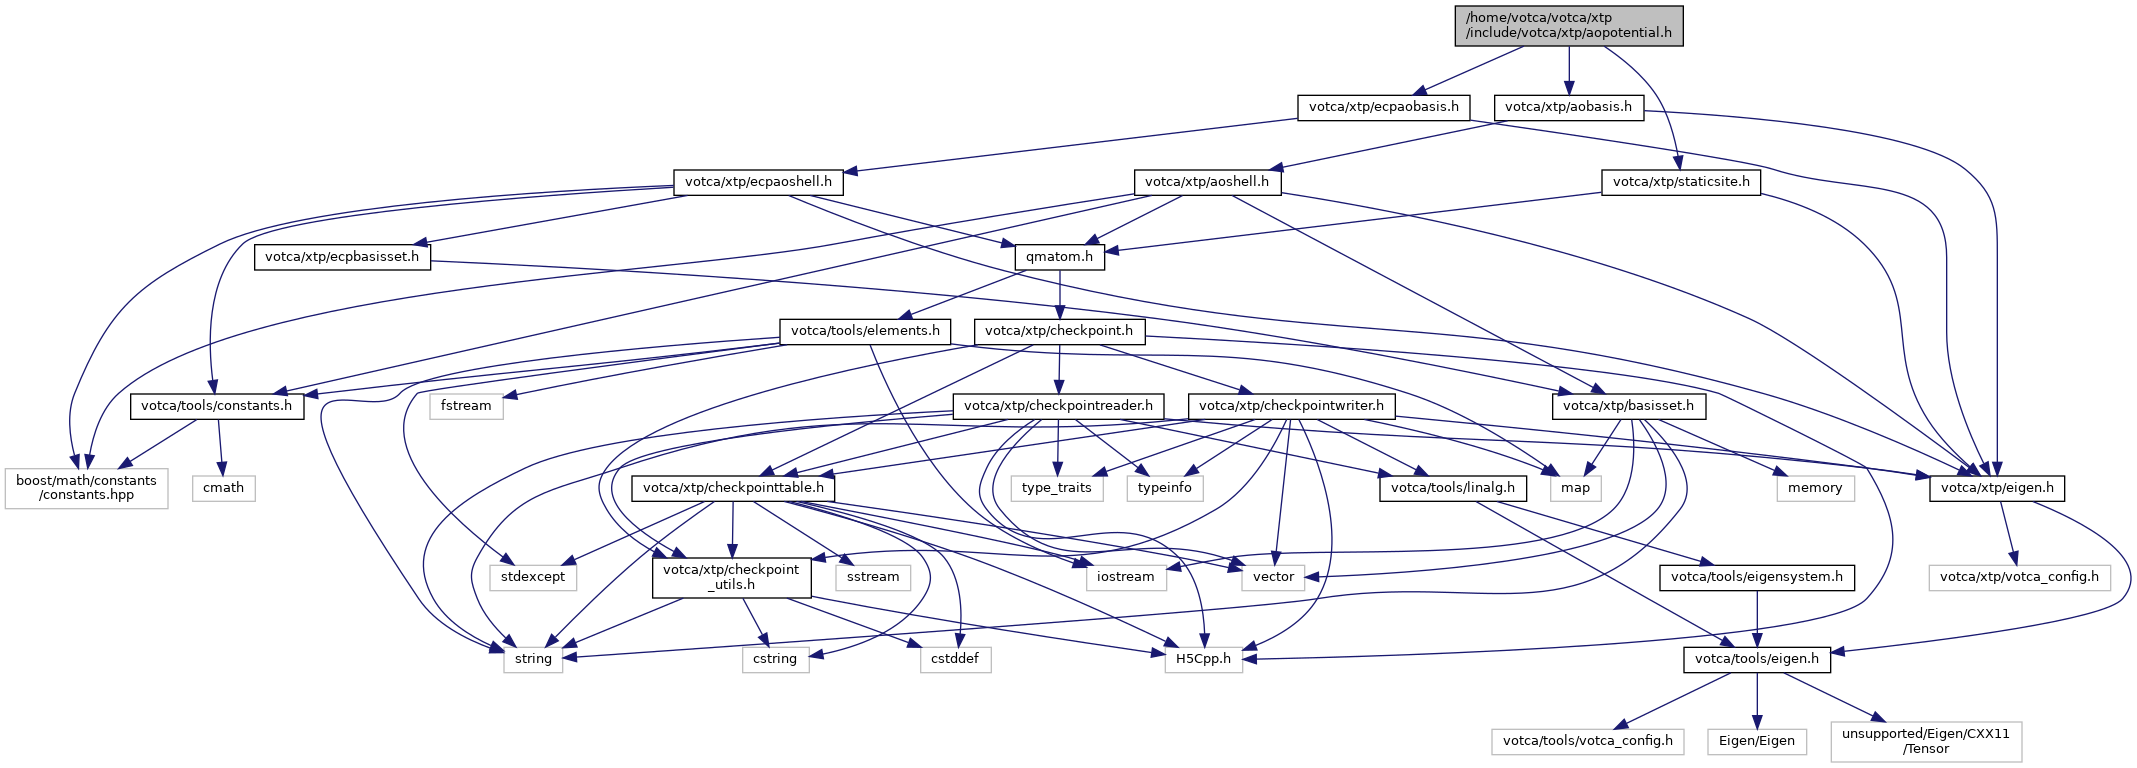 /home/votca/votca/xtp
/include/votca/xtp/aopotential.h
votca/xtp/ecpaobasis.h
votca/xtp/aobasis.h
votca/xtp/ecpaoshell.h
votca/xtp/aoshell.h
votca/xtp/staticsite.h
votca/xtp/ecpbasisset.h
qmatom.h
votca/tools/elements.h
votca/xtp/checkpoint.h
votca/tools/constants.h
fstream
votca/xtp/checkpointreader.h
votca/xtp/checkpointwriter.h
votca/xtp/basisset.h
boost/math/constants
/constants.hpp
cmath
votca/xtp/checkpointtable.h
type_traits
typeinfo
votca/tools/linalg.h
map
memory
votca/xtp/eigen.h
stdexcept
votca/xtp/checkpoint
_utils.h
sstream
iostream
vector
votca/tools/eigensystem.h
votca/xtp/votca_config.h
string
cstring
cstddef
H5Cpp.h
votca/tools/eigen.h
votca/tools/votca_config.h
Eigen/Eigen
unsupported/Eigen/CXX11
/Tensor